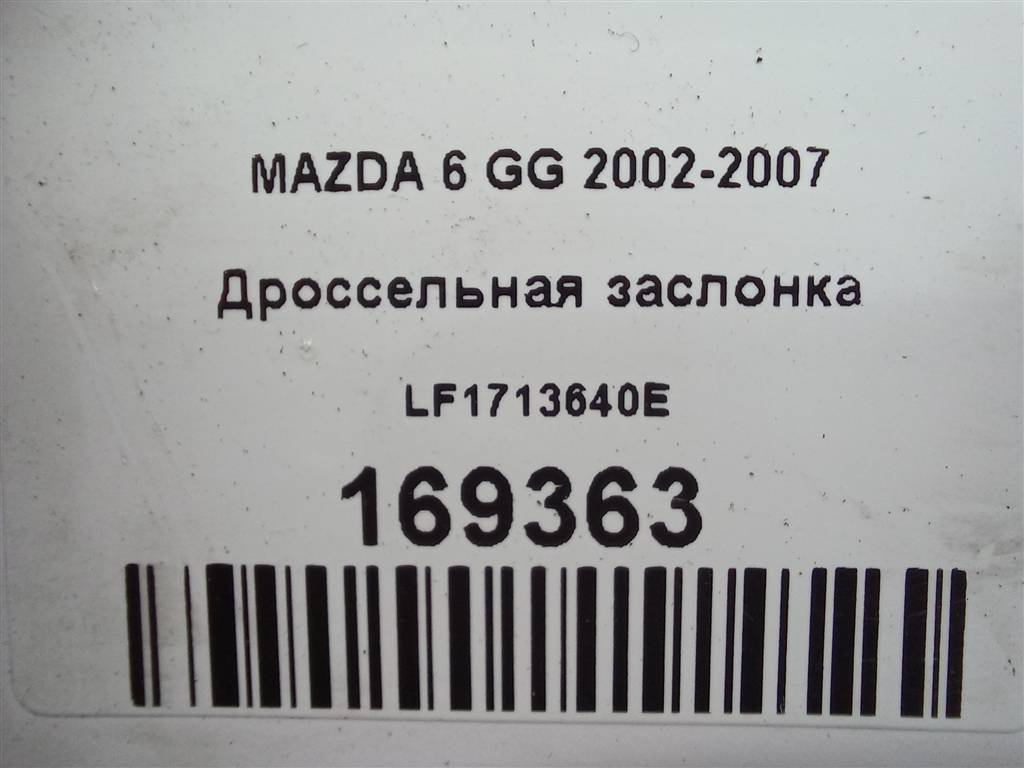 MAZDA 6 GG 2002-2007
Дроссельная заслонка
LF1713640E
169363